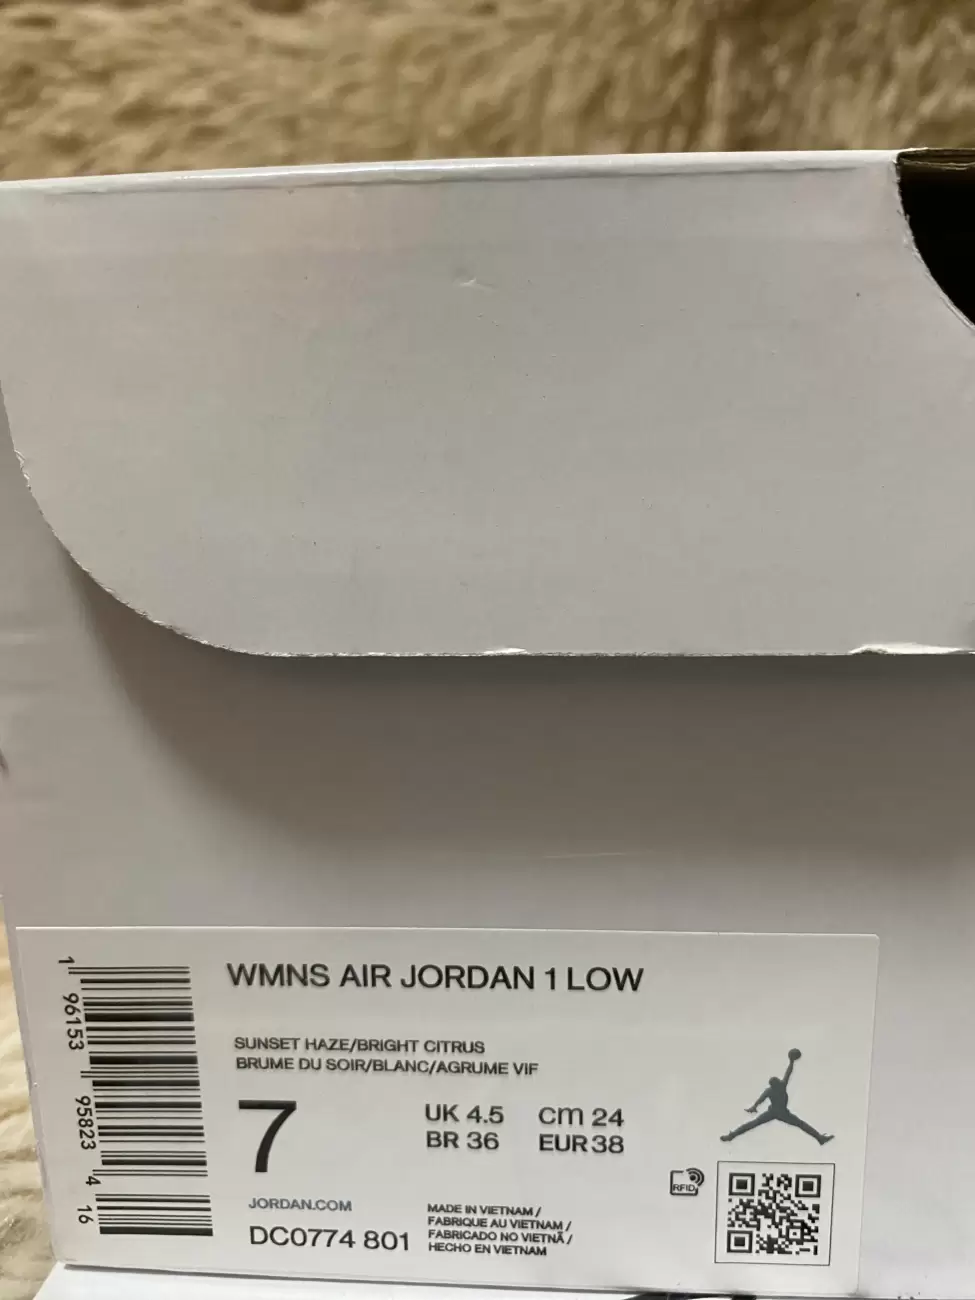 WMNS AIR JORDAN 1 LOW
SUNSET HAZE/BRIGHT CITRUS
BRUME DU SOIR/BLANC/AGRUME VIF
7
UK 4.5 cm 24
BR 36 EUR 38
JORDAN.COM
DC0774 801
MADE IN VIETNAM /
FABRIQUE AU VIETNAM /
FABRICADO NO VIETNÃ /
HECHO EN VIETNAM
RFID
1 96153 95823 4 16